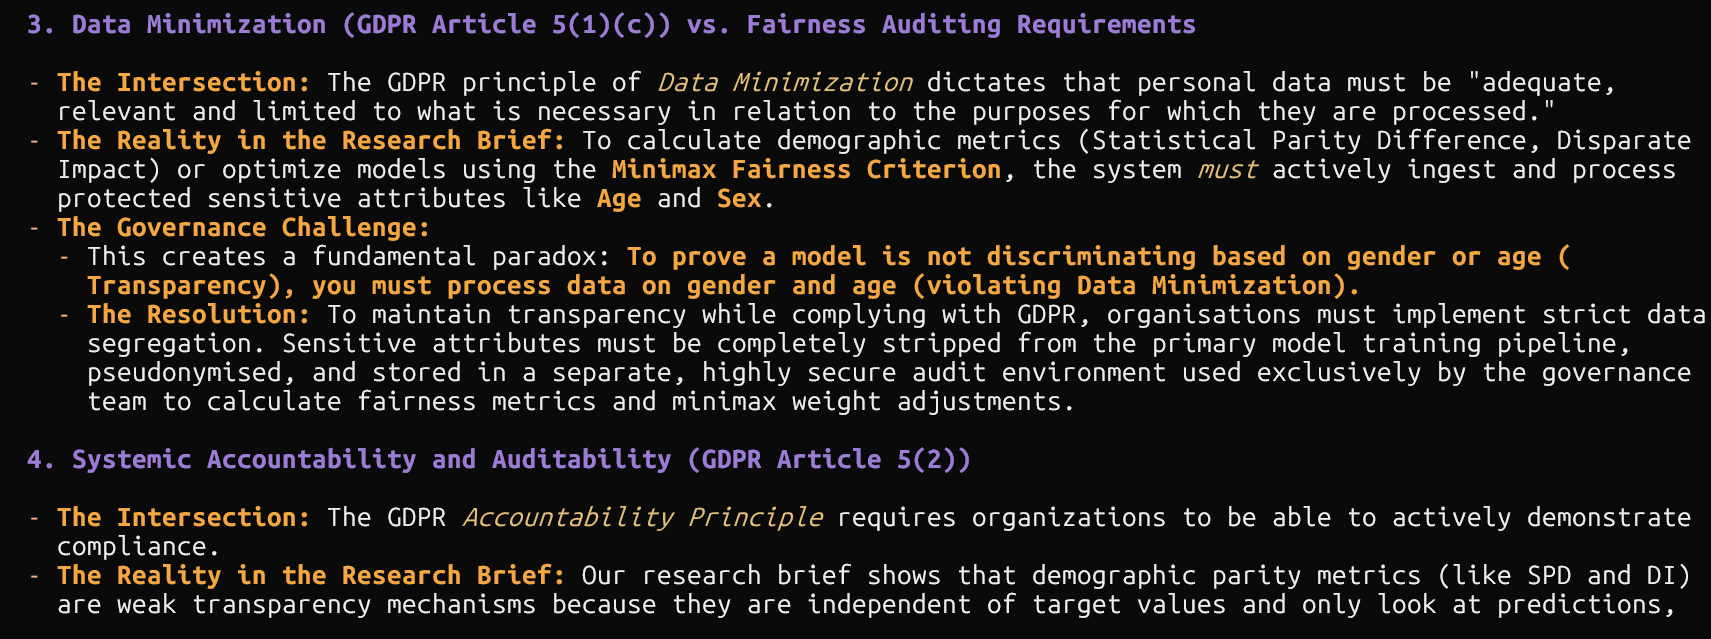 3. Data Minimization (GDPR Article 5(1)(c)) vs. Fairness Auditing Requirements
- The Intersection: The GDPR principle of Data Minimization dictates that personal data must be "adequate,
relevant and limited to what is necessary in relation to the purposes for which they are processed."
- The Reality in the Research Brief: To calculate demographic metrics (Statistical Parity Difference, Disparate
Impact) or optimize models using the Minimax Fairness Criterion, the system must actively ingest and process
protected sensitive attributes like Age and Sex.
- The Governance Challenge:
- This creates a fundamental paradox: To prove a model is not discriminating based on gender or age (
Transparency), you must process data on gender and age (violating Data Minimization).
- The Resolution: To maintain transparency while complying with GDPR, organisations must implement strict data
segregation. Sensitive attributes must be completely stripped from the primary model training pipeline,
pseudonymised, and stored in a separate, highly secure audit environment used exclusively by the governance
team to calculate fairness metrics and minimax weight adjustments.
4. Systemic Accountability and Auditability (GDPR Article 5(2))
- The Intersection: The GDPR Accountability Principle requires organizations to be able to actively demonstrate
compliance.
- The Reality in the Research Brief: Our research brief shows that demographic parity metrics (like SPD and DI)
are weak transparency mechanisms because they are independent of target values and only look at predictions,